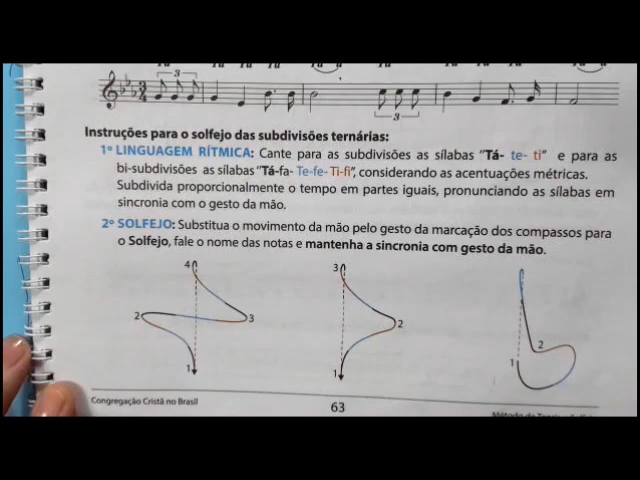 3
3
4
3
Instruções para o solfejo das subdivisões ternárias:
1º LINGUAGEM RÍTMICA: Cante para as subdivisões as sílabas "Tá- te- ti" e para as
bi-subdivisões as sílabas "Tá-fa- Te-fe- Ti-fi", considerando as acentuações métricas.
Subdivida proporcionalmente o tempo em partes iguais, pronunciando as sílabas em
sincronia com o gesto da mão.
2º SOLFEJO: Substitua o movimento da mão pelo gesto da marcação dos compassos para
o Solfejo, fale o nome das notas e mantenha a sincronia com gesto da mão.
4 3
2 3 2 2
1 1 1
Congregação Cristã no Brasil
63